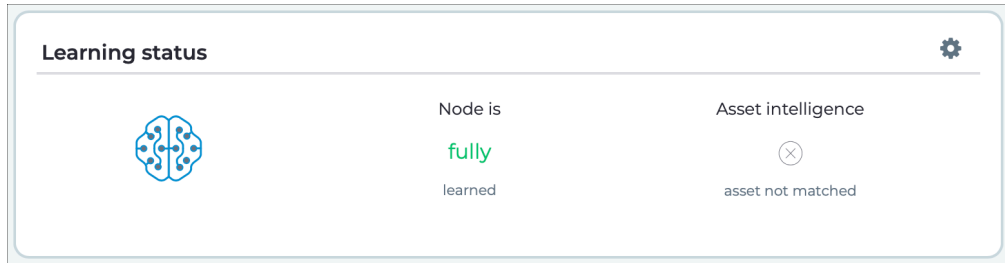 Learning status
Node is
fully
learned
Asset intelligence
asset not matched